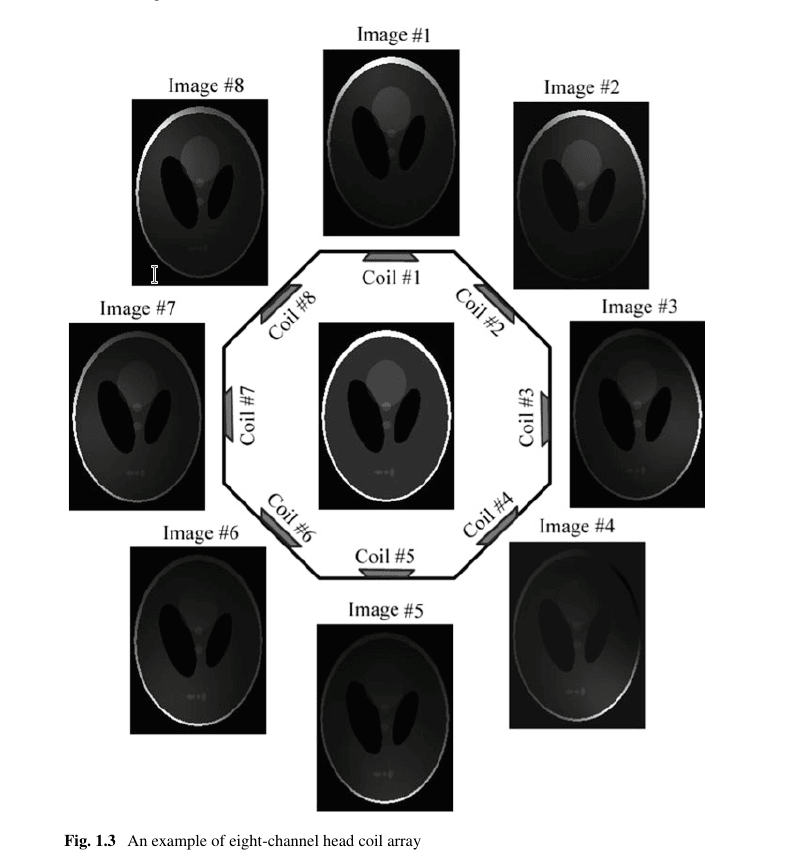 Image #1
Image #8
Image #2
Coil #1
Coil #8
Coil #2
Image #7
Image #3
Coil #7
Coil #3
Coil #6
Coil #4
Image #6
Image #4
Coil #5
Image #5
Fig. 1.3 An example of eight-channel head coil array